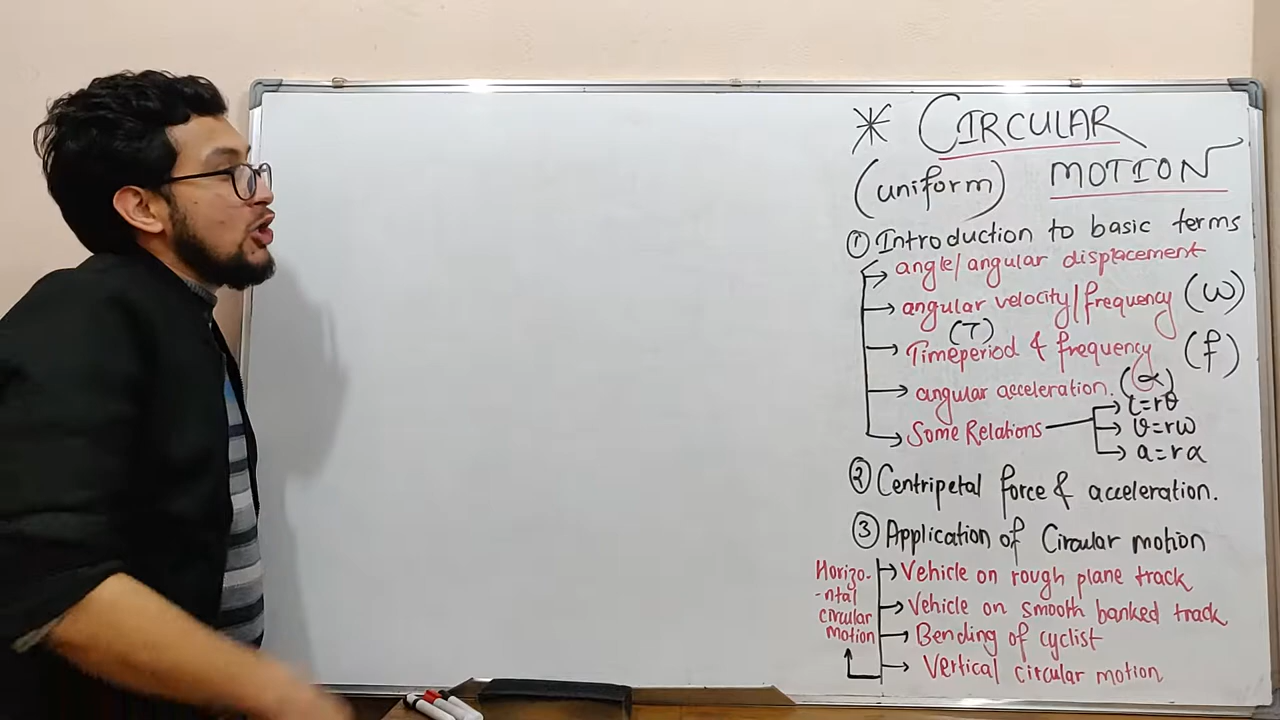 * CIRCULAR
(uniform) MOTION
① Introduction to basic terms
angle/angular displacement
angular velocity/frequency (ω)
(T)
Timeperiod & frequency (f)
angular acceleration. (α)
Some Relations
l=rθ
v=rω
a=rα
② Centripetal force & acceleration.
③ Application of Circular motion
Horizo-
-ntal
circular
motion
Vehicle on rough plane track
Vehicle on smooth banked track
Bending of cyclist
Vertical circular motion